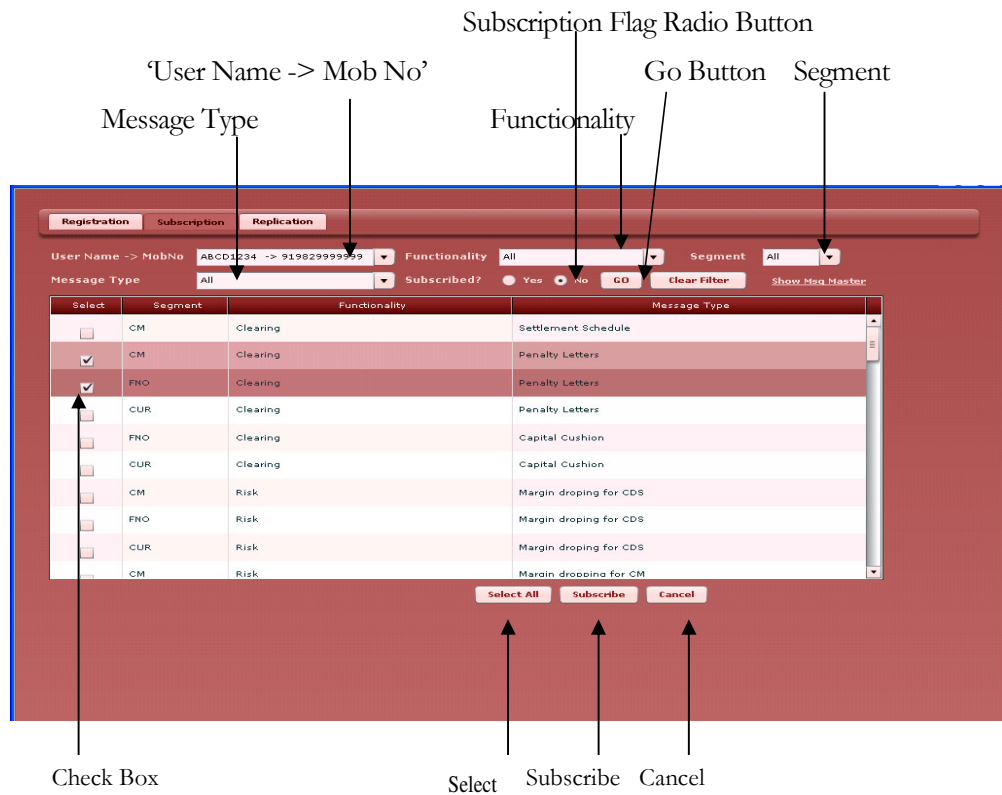 Subscription Flag Radio Button
‘User Name -> Mob No’ Go Button Segment
Message Type Functionality
Registration Subscription Replication
User Name -> MobNo ABCD1234 -> 919829999999 Functionality All Segment All
Message Type All Subscribed? Yes No GO Clear Filter Show Msg Master
Select Segment Functionality Message Type
CM Clearing Settlement Schedule
CM Clearing Penalty Letters
FNO Clearing Penalty Letters
CUR Clearing Penalty Letters
FNO Clearing Capital Cushion
CUR Clearing Capital Cushion
CM Risk Margin droping for CDS
FNO Risk Margin droping for CDS
CUR Risk Margin droping for CDS
CM Risk Margin dropping for CM
Select All Subscribe Cancel
Check Box Select Subscribe Cancel